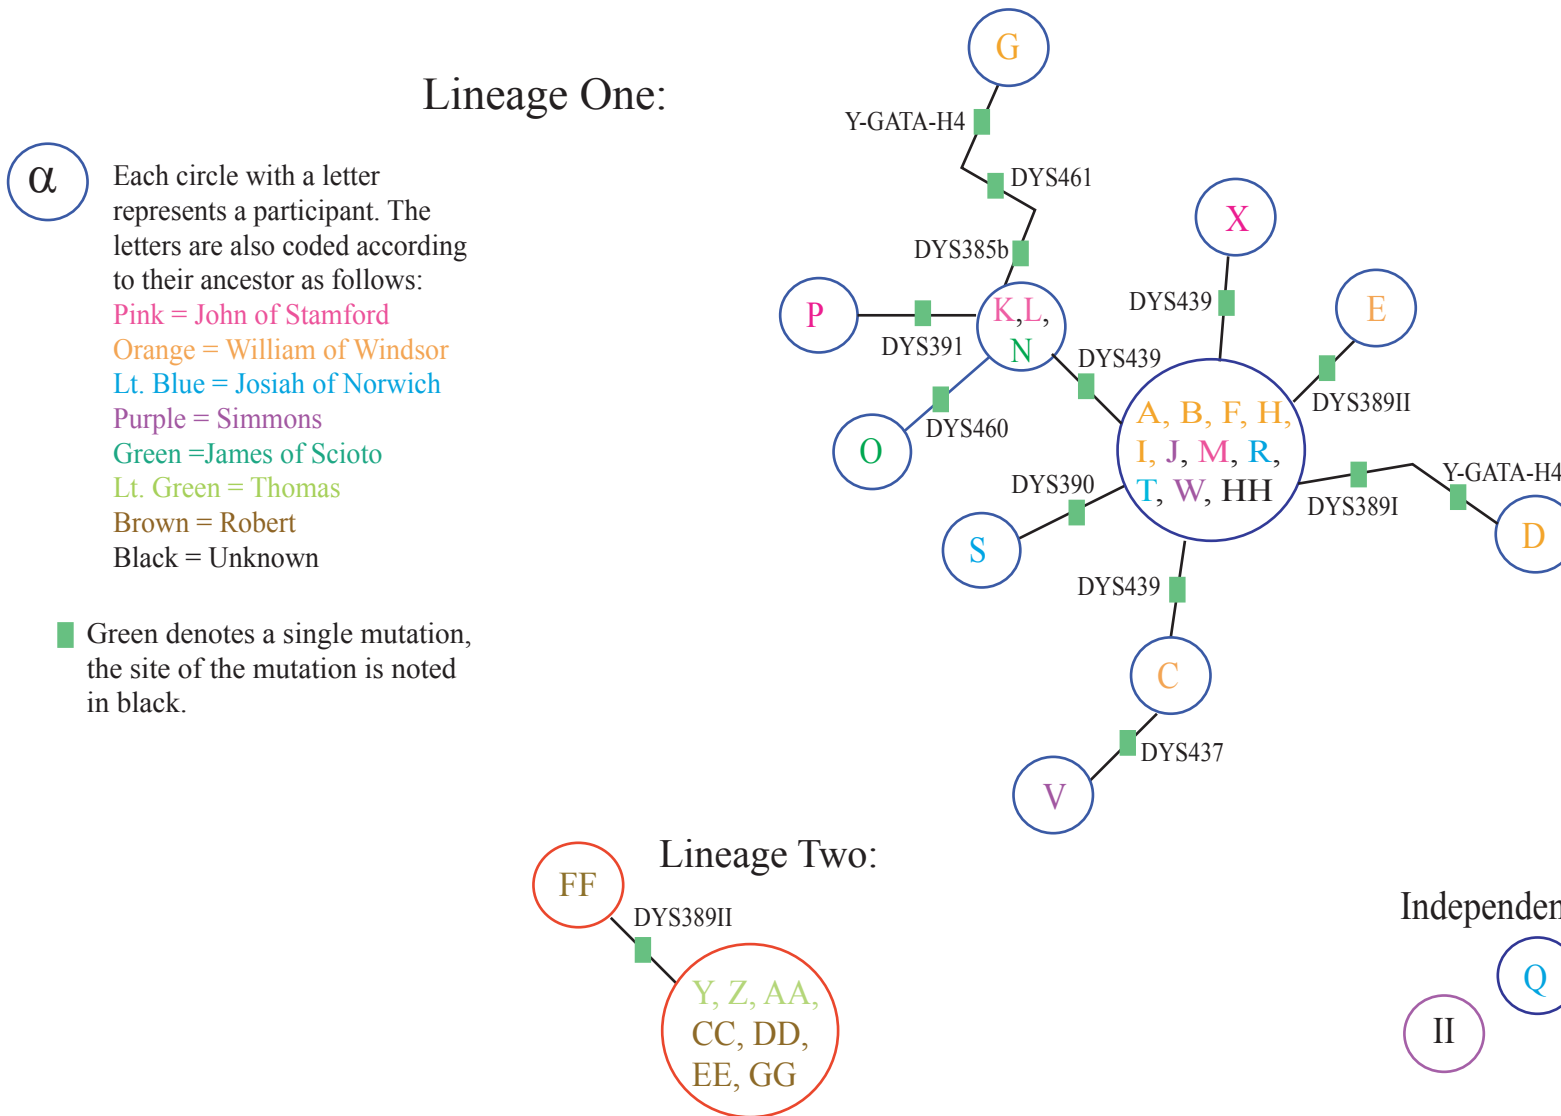 Lineage One:
α
Each circle with a letter
represents a participant. The
letters are also coded according
to their ancestor as follows:
Pink = John of Stamford
Orange = William of Windsor
Lt. Blue = Josiah of Norwich
Purple = Simmons
Green =James of Scioto
Lt. Green = Thomas
Brown = Robert
Black = Unknown
Green denotes a single mutation,
the site of the mutation is noted
in black.
G
Y-GATA-H4
DYS461
DYS385b
X
DYS439
E
DYS389II
P
DYS391
K,L,
N
DYS439
O
DYS460
A, B, F, H,
I, J, M, R,
T, W, HH
DYS390
S
DYS389I
Y-GATA-H4
D
DYS439
C
DYS437
V
Lineage Two:
FF
DYS389II
Y, Z, AA,
CC, DD,
EE, GG
Independen
Q
II